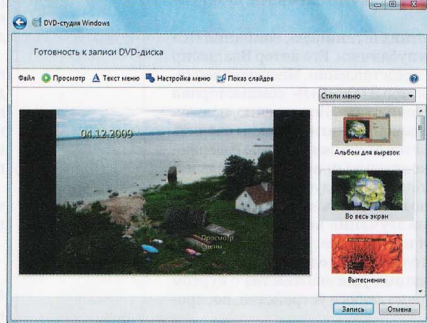 DVD-студия Windows
Готовность к записи DVD-диска
Файл Просмотр Текст меню Настройка меню Показ слайдов
Стили меню
04.12.2009
Альбом для вырезок
Во весь экран
Просмотр
Сцены
Вытеснение
Запись Отмена